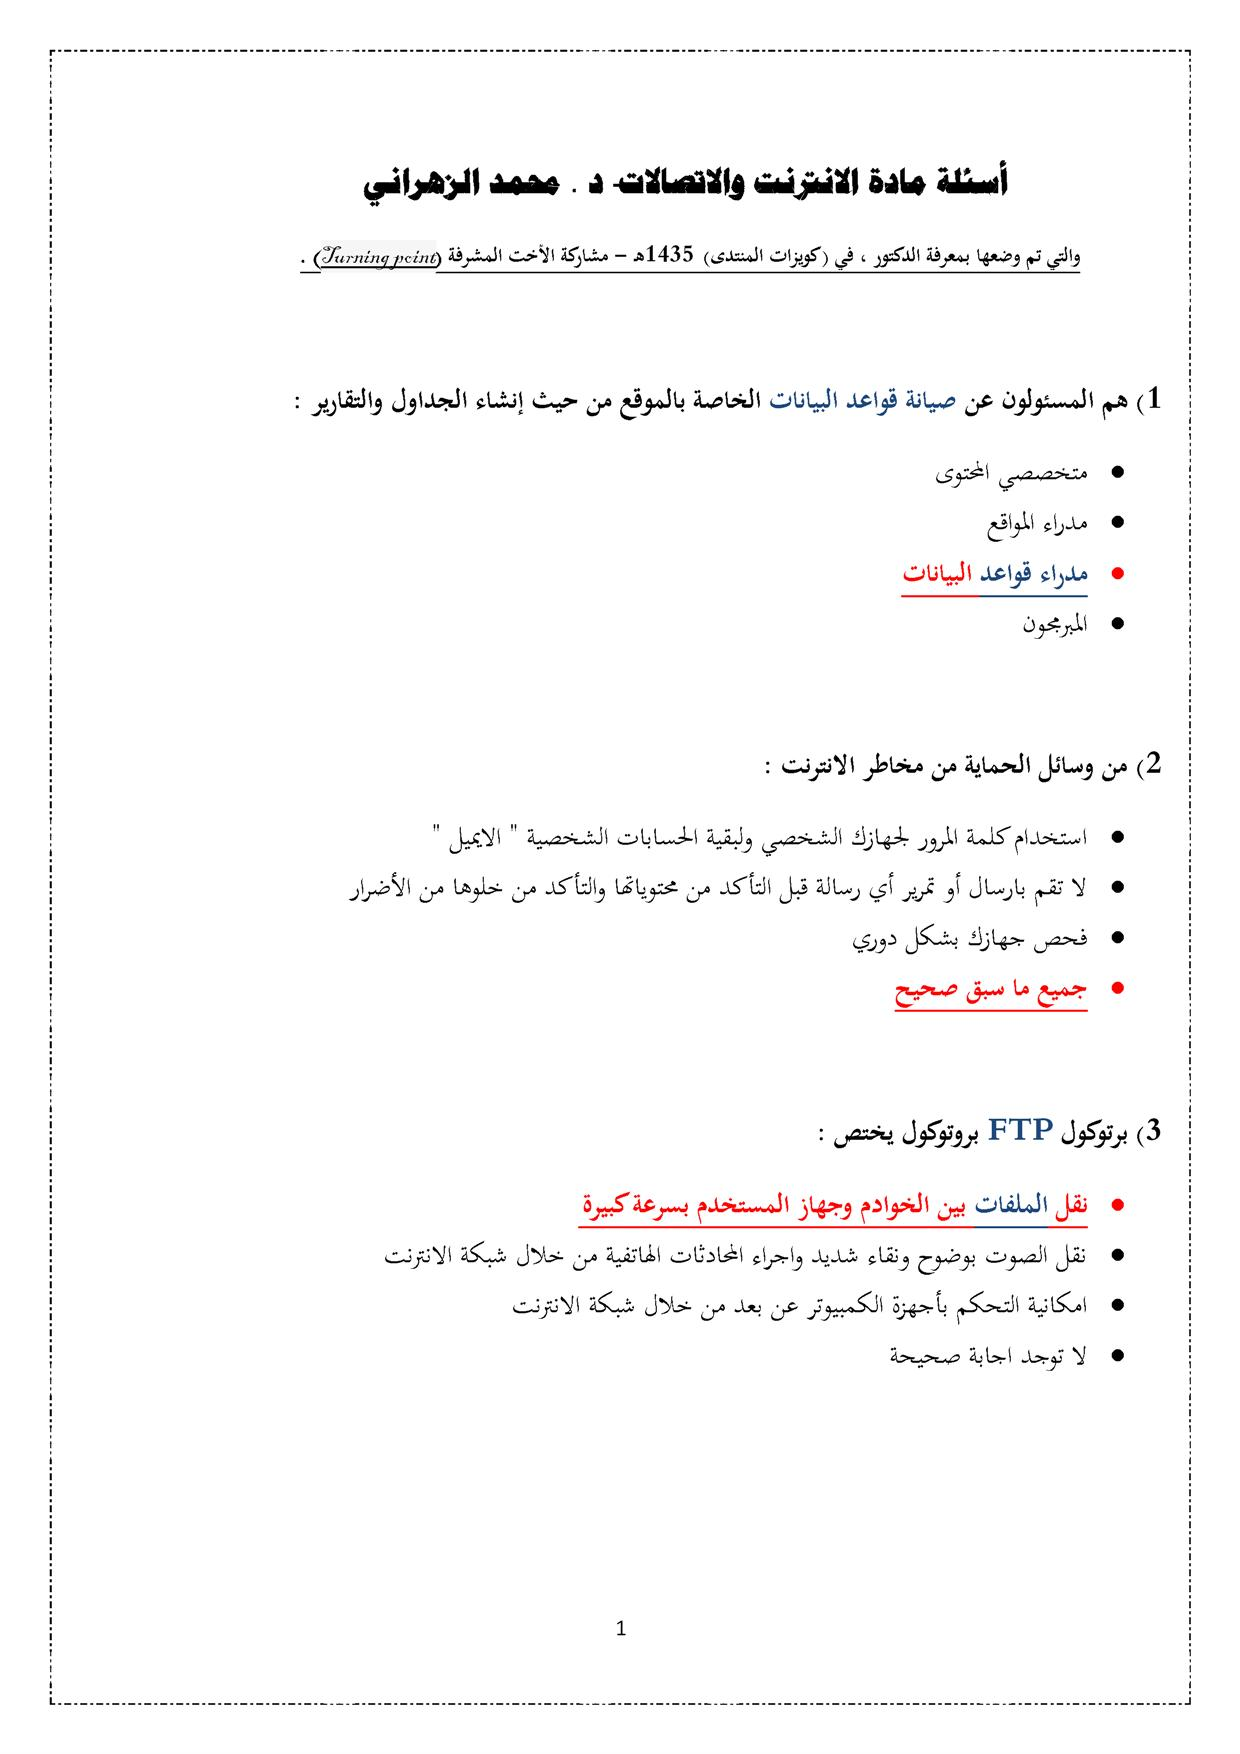 أسئلة مادة الانترنت والاتصالات- د . محمد الزهراني
والتي تم وضعها بمعرفة الدكتور ، في (كويزات المنتدى) 1435هـ – مشاركة الأخت المشرفة (Turning point) .
1) هم المسئولون عن صيانة قواعد البيانات الخاصة بالموقع من حيث إنشاء الجداول والتقارير :
● متخصصي المحتوى
● مدراء المواقع
● مدراء قواعد البيانات
● المبرمجون
2) من وسائل الحماية من مخاطر الانترنت :
● استخدام كلمة المرور لجهازك الشخصي ولبقية الحسابات الشخصية " الايميل "
● لا تقم بارسال أو تمرير أي رسالة قبل التأكد من محتوياتها والتأكد من خلوها من الأضرار
● فحص جهازك بشكل دوري
● جميع ما سبق صحيح
3) برتوكول FTP بروتوكول يختص :
● نقل الملفات بين الخوادم وجهاز المستخدم بسرعة كبيرة
● نقل الصوت بوضوح ونقاء شديد واجراء المحادثات الهاتفية من خلال شبكة الانترنت
● امكانية التحكم بأجهزة الكمبيوتر عن بعد من خلال شبكة الانترنت
● لا توجد اجابة صحيحة
1